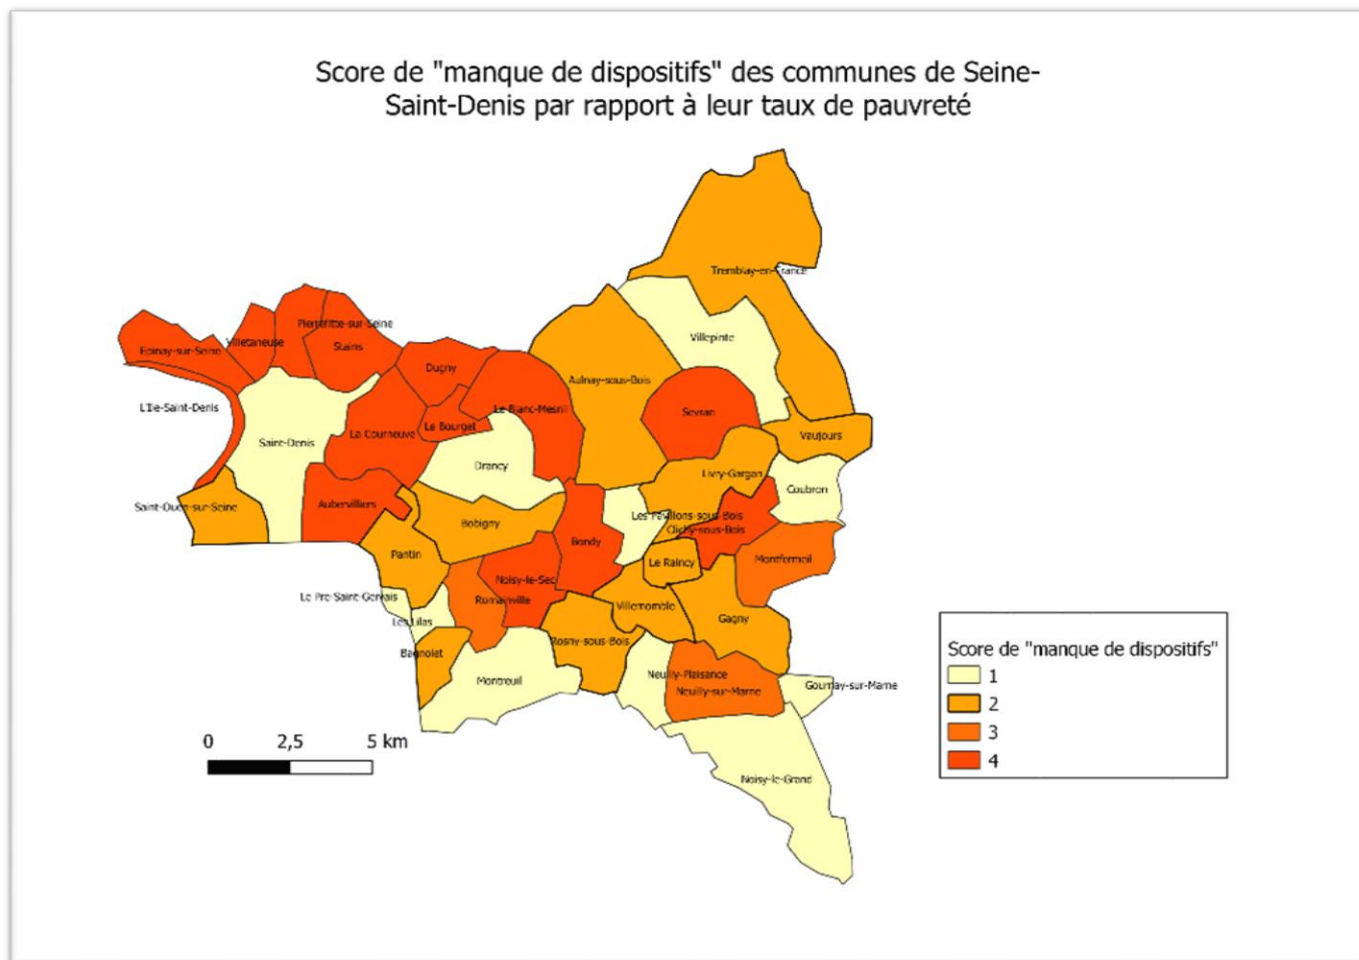 Score de "manque de dispositifs" des communes de Seine-
Saint-Denis par rapport à leur taux de pauvreté
Tremblay-en-France
Pierrefitte-sur-Seine
Villetaneuse
Villepinte
Stains
Epinay-sur-Seine
Dugny
Aulnay-sous-Bois
L'Ile-Saint-Denis
Le Blanc-Mesnil
Sevran
Le Bourget
La Courneuve
Vaujours
Saint-Denis
Drancy
Livry-Gargan
Coubron
Aubervilliers
Saint-Ouen-sur-Seine
Les Pavillons-sous-Bois
Bobigny
Clichy-sous-Bois
Bondy
Pantin
Montfermeil
Le Raincy
Noisy-le-Sec
Le Pre-Saint-Gervais
Romainville
Villemomble
Les Lilas
Gagny
Rosny-sous-Bois
Bagnolet
Neuilly-Plaisance
Montreuil
Gournay-sur-Marne
Neuilly-sur-Marne
Noisy-le-Grand
0 2,5 5 km
Score de "manque de dispositifs"
1
2
3
4